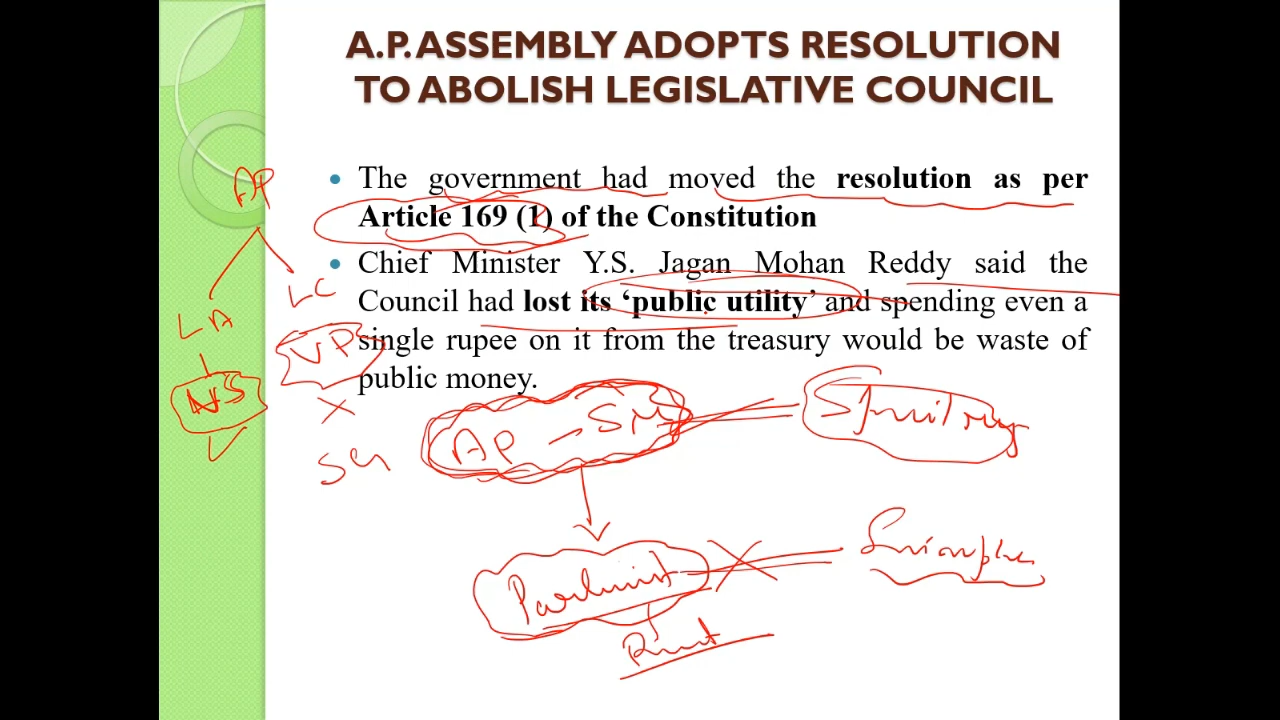 A.P. ASSEMBLY ADOPTS RESOLUTION
TO ABOLISH LEGISLATIVE COUNCIL
• The government had moved the resolution as per
Article 169 (1) of the Constitution
• Chief Minister Y.S. Jagan Mohan Reddy said the
Council had lost its ‘public utility’ and spending even a
single rupee on it from the treasury would be waste of
public money.
AP
LC
LA
VP
AP - SM